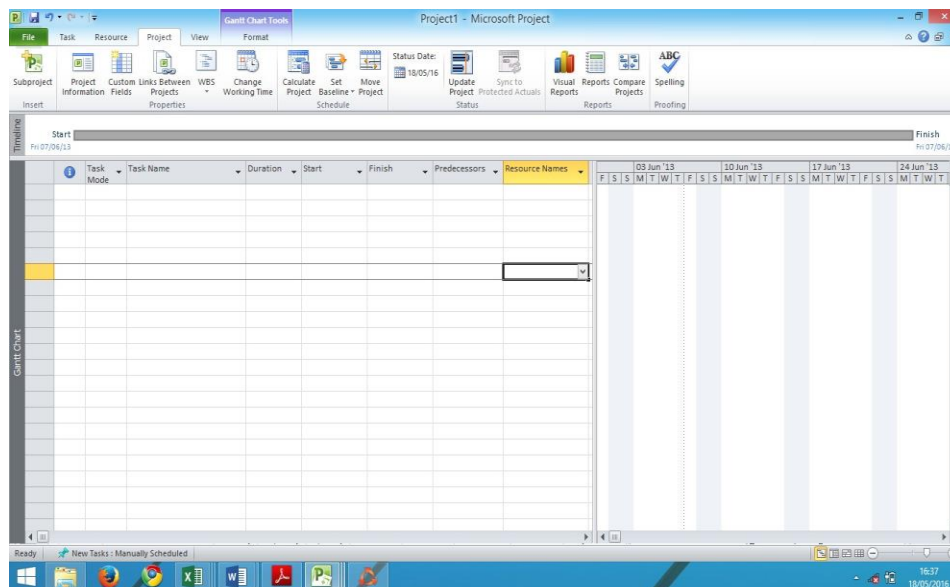 Gantt Chart Tools
Project1 - Microsoft Project
File Task Resource Project View Format
Subproject
Project Information
Custom Fields
Links Between Projects
WBS
Change Working Time
Calculate Project
Set Baseline
Move Project
Status Date:
18/05/16
Update Project
Sync to Protected Actuals
Visual Reports
Reports
Compare Projects
ABC
Spelling
Insert Properties Schedule Status Reports Proofing
Timeline
Start
Fri 07/06/13
Finish
Task Mode
Task Name
Duration
Start
Finish
Predecessors
Resource Names
03 Jun '13 10 Jun '13 17 Jun '13 24 Jun '13
F S S M T W T F S S M T W T F S S M T W T F S S M T W T
Gantt Chart
Ready New Tasks : Manually Scheduled
16:37
18/05/2016